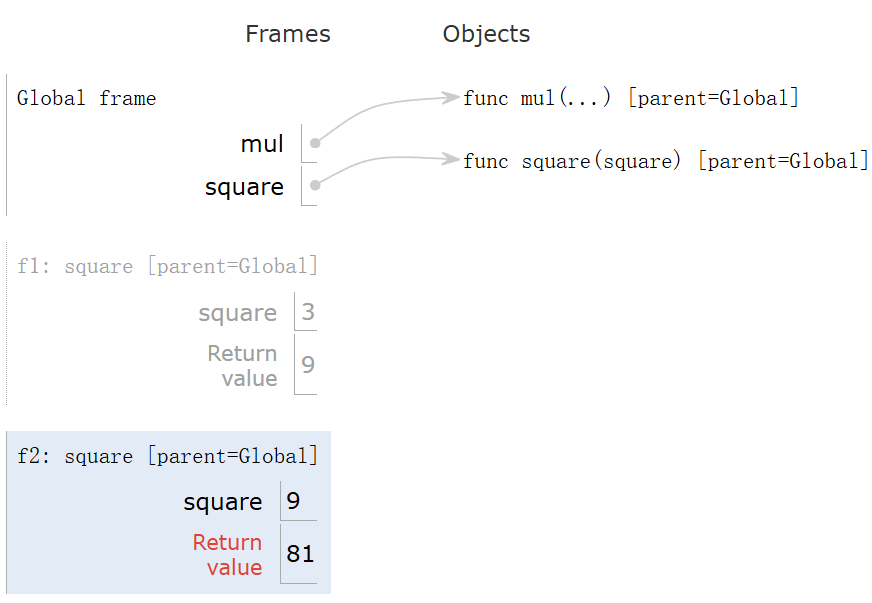 Frames Objects
Global frame
func mul(...) [parent=Global]
mul
func square(square) [parent=Global]
square
f1: square [parent=Global]
square 3
Return
value 9
f2: square [parent=Global]
square 9
Return
value 81